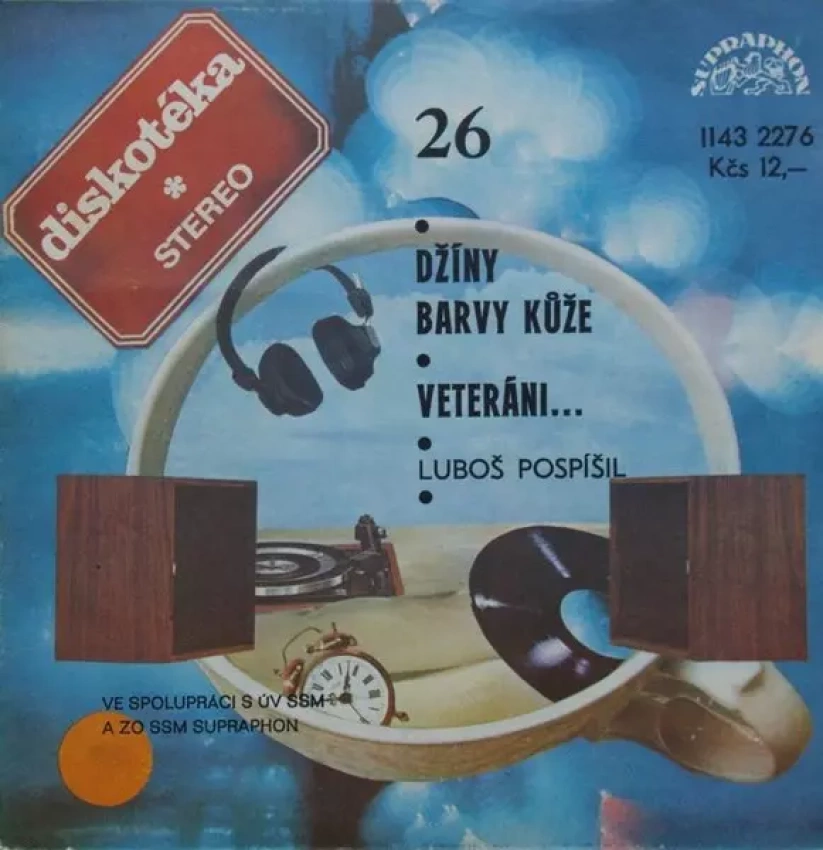 diskotéka
*
STEREO
SUPRAPHON
26
1143 2276
Kčs 12,—
• 
DŽÍNY
BARVY KŮŽE
•
VETERÁNI...
•
LUBOŠ POSPÍŠIL
•
VE SPOLUPRÁCI S ÚV SSM
A ZO SSM SUPRAPHON